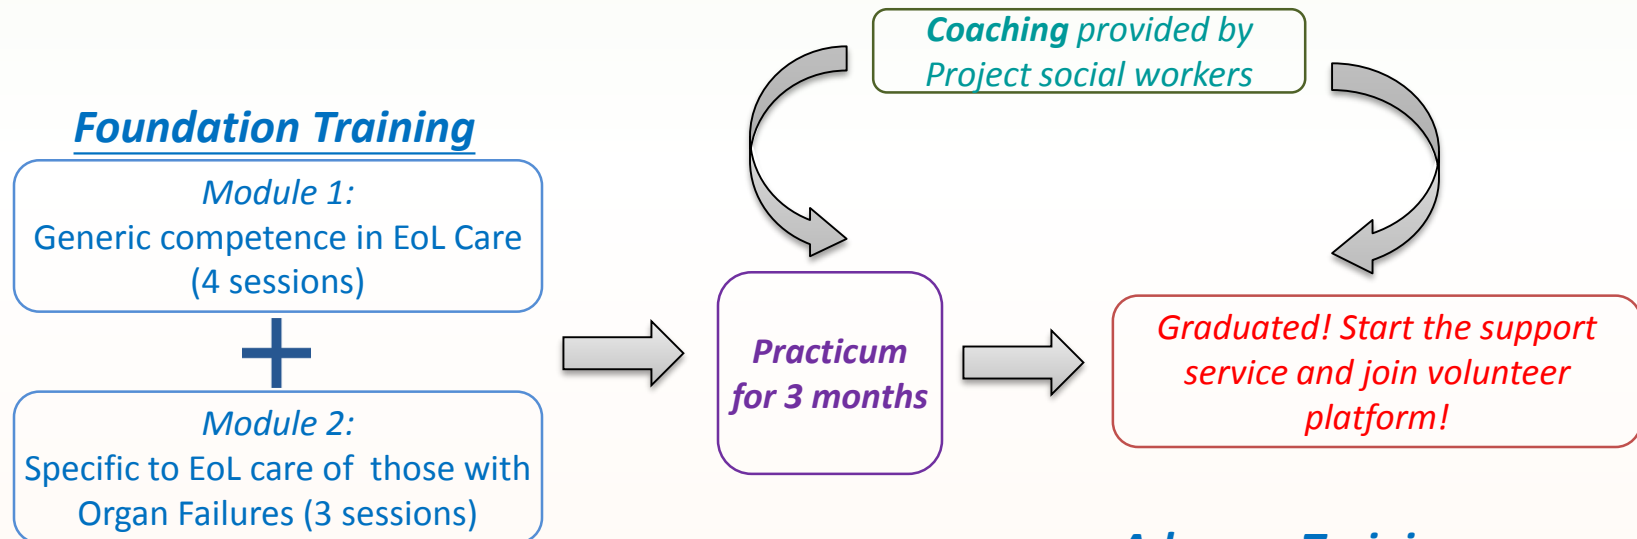 Coaching provided by
Project social workers
Foundation Training
Module 1:
Generic competence in EoL Care
(4 sessions)
+
Module 2:
Specific to EoL care of those with
Organ Failures (3 sessions)
Practicum
for 3 months
Graduated! Start the support
service and join volunteer
platform!